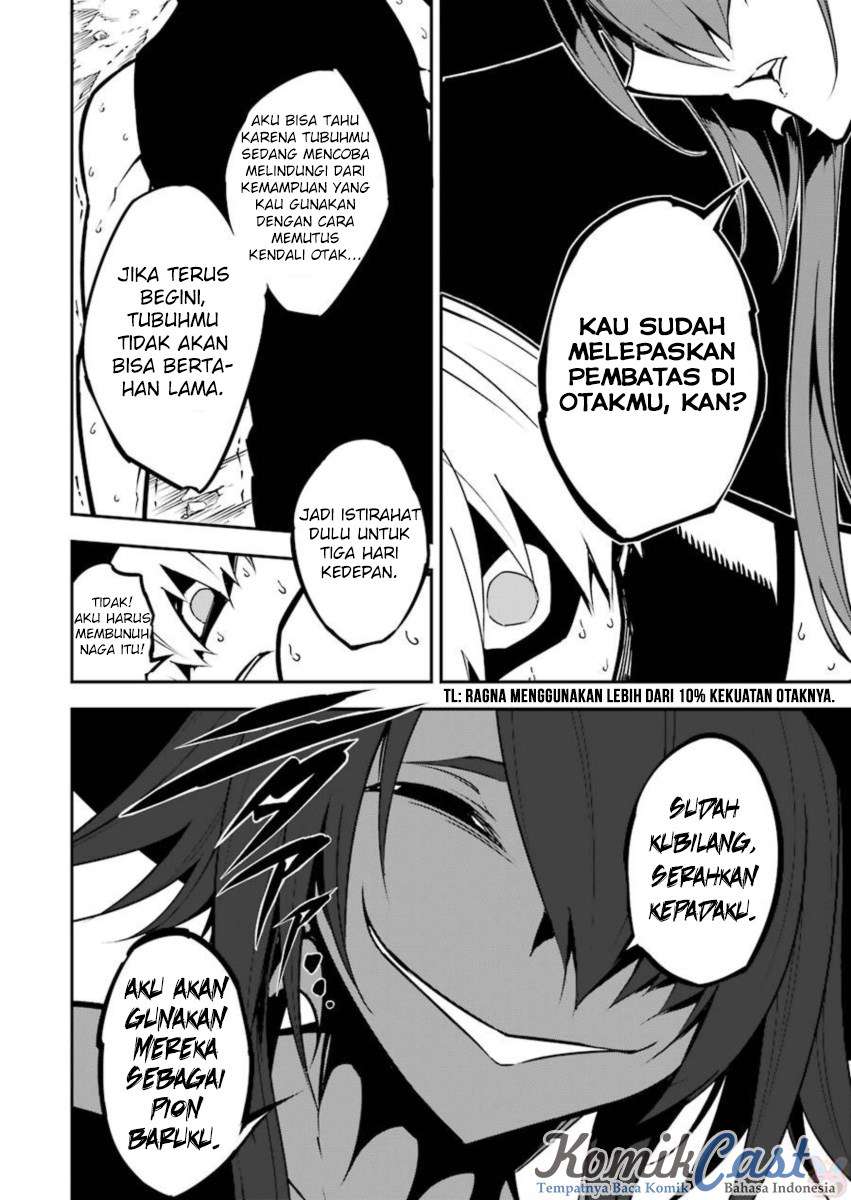 KAU SUDAH
MELEPASKAN
PEMBATAS DI
OTAKMU, KAN?
AKU BISA TAHU
KARENA TUBUHMU
SEDANG MENCOBA
MELINDUNGI DARI
KEMAMPUAN YANG
KAU GUNAKAN
DENGAN CARA
MEMUTUS
KENDALI OTAK...
JIKA TERUS
BEGINI,
TUBUHMU
TIDAK AKAN
BISA BERTA-
HAN LAMA.
JADI ISTIRAHAT
DULU UNTUK
TIGA HARI
KEDEPAN.
TIDAK!
AKU HARUS
MEMBUNUH
NAGA ITU!
TL: RAGNA MENGGUNAKAN LEBIH DARI 10% KEKUATAN OTAKNYA.
SUDAH
KUBILANG,
SERAHKAN
KEPADAKU.
AKU AKAN
GUNAKAN
MEREKA
SEBAGAI
PION
BARUKU.
KomikCast
Tempatnya Baca Komik Bahasa Indonesia